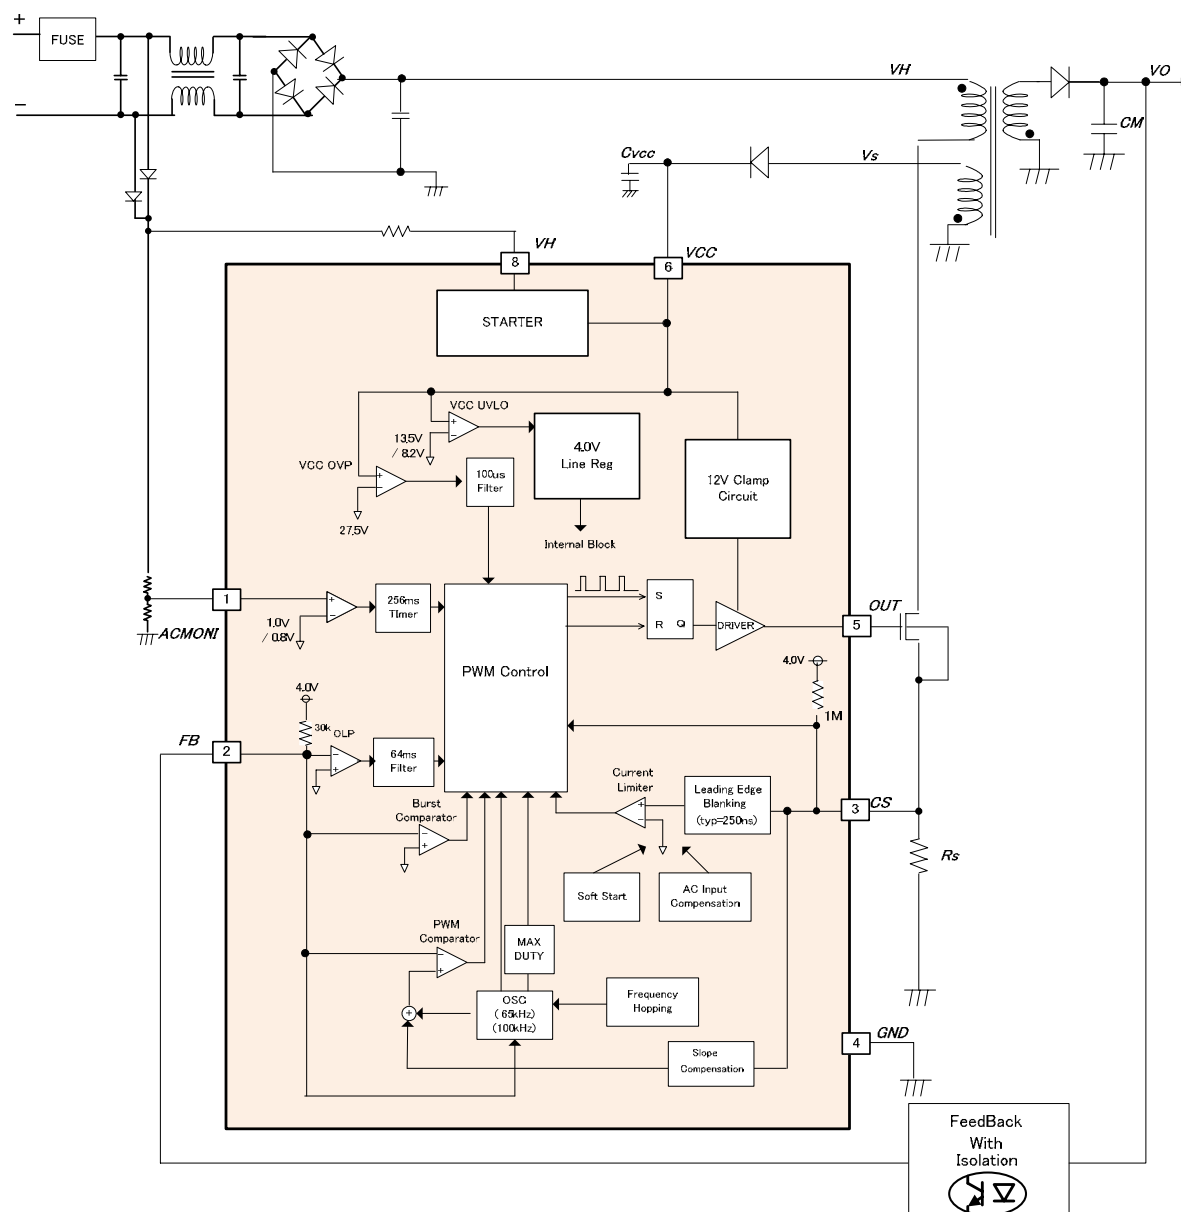 +
FUSE
−
VH
VO
CM
Cvcc
Vs
VH
VCC
8
6
STARTER
VCC UVLO
13.5V
/ 8.2V
4.0V
Line Reg
VCC OVP
100us
Filter
27.5V
12V Clamp
Circuit
Internal Block
1
ACMONI
+
−
1.0V
/ 0.8V
256ms
TImer
PWM Control
S
R Q
DRIVER
OUT
5
4.0V
1M
4.0V
30k
OLP
FB
2
64ms
Filter
Current
Limiter
Leading Edge
Blanking
(typ=250ns)
3
CS
Burst
Comparator
Soft Start
AC Input
Compensation
Rs
PWM
Comparator
MAX
DUTY
OSC
( 65kHz)
(100kHz)
Frequency
Hopping
Slope
Compensation
4
GND
FeedBack
With
Isolation